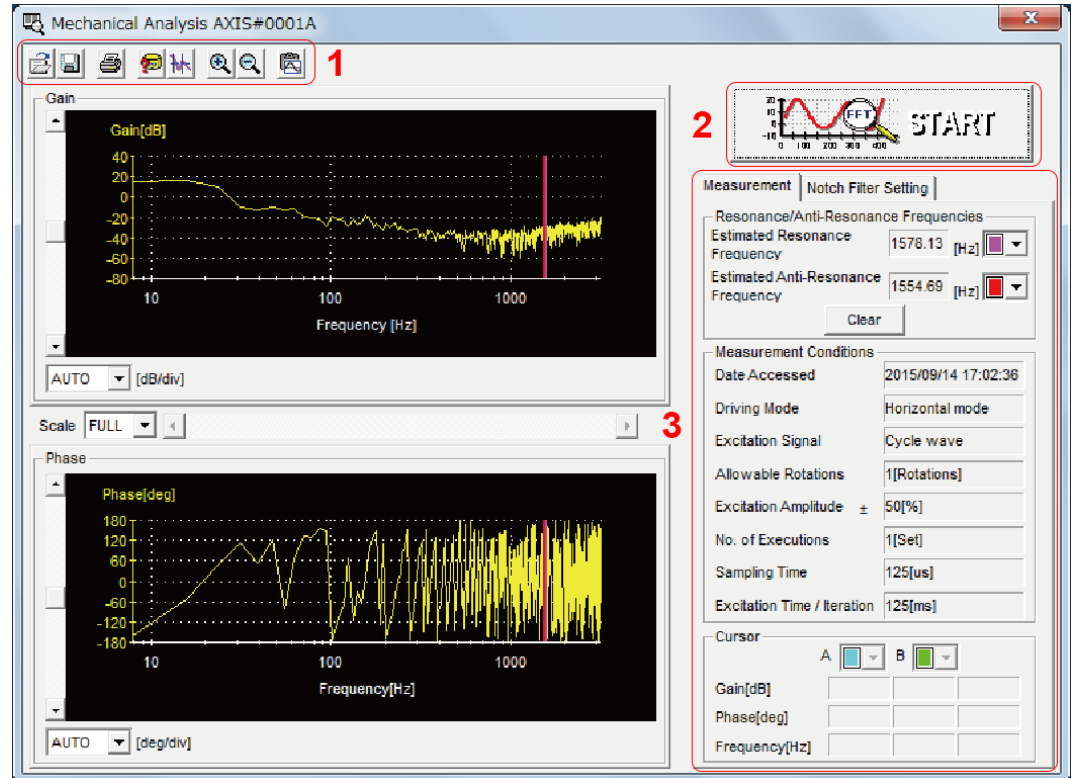 Mechanical Analysis AXIS#0001A
X
1
Gain
Gain[dB]
40
20
0
-20
-40
-60
-80
10 100 1000
Frequency [Hz]
AUTO [dB/div]
Scale FULL
Phase
Phase[deg]
180
120
60
0
-60
-120
-180
10 100 1000
Frequency[Hz]
AUTO [deg/div]
2
20
10
0
-10
0 100 200 300 400
FFT
START
3
Measurement Notch Filter Setting
Resonance/Anti-Resonance Frequencies
Estimated Resonance
Frequency 1578.13 [Hz]
Estimated Anti-Resonance
Frequency 1554.69 [Hz]
Clear
Measurement Conditions
Date Accessed 2015/09/14 17:02:36
Driving Mode Horizontal mode
Excitation Signal Cycle wave
Allowable Rotations 1[Rotations]
Excitation Amplitude ± 50[%]
No. of Executions 1[Set]
Sampling Time 125[us]
Excitation Time / Iteration 125[ms]
Cursor
A B
Gain[dB]
Phase[deg]
Frequency[Hz]